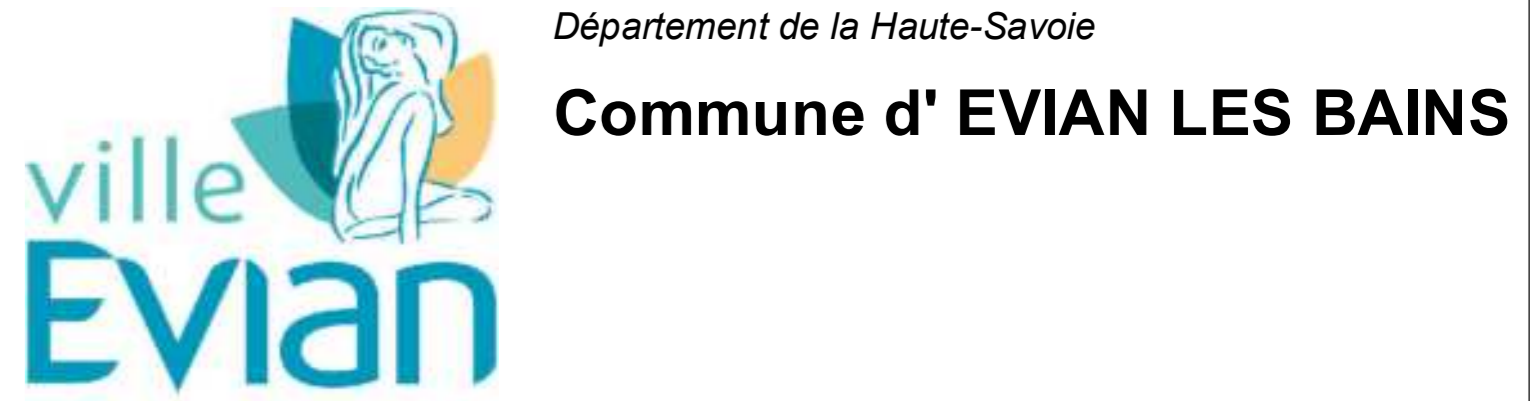 Département de la Haute-Savoie
Commune d' EVIAN LES BAINS
ville
Evian